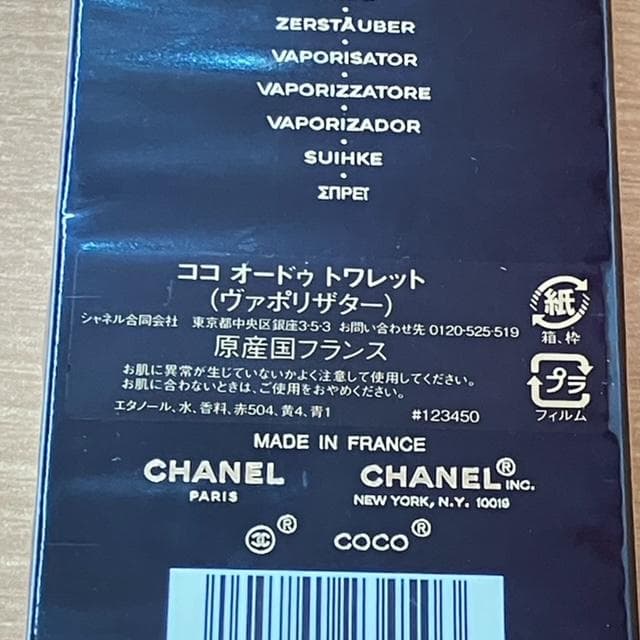 ZERSTÄUBER
VAPORISATOR
VAPORIZZATORE
VAPORIZADOR
SUIHKE
ΣΠΡΕΪ
ココ オードゥ トワレット
(ヴァポリザター)
シャネル合同会社 東京都中央区銀座3-5-3 お問い合わせ先 0120-525-519
原産国フランス
お肌に異常が生じていないかよく注意して使用してください。
お肌に合わないときは、ご使用をおやめください。
エタノール、水、香料、赤504、黄4、青1 #123450
紙
箱、枠
プラ
フィルム
MADE IN FRANCE
CHANEL
PARIS
CHANEL® INC.
NEW YORK, N.Y. 10019
® COCO®